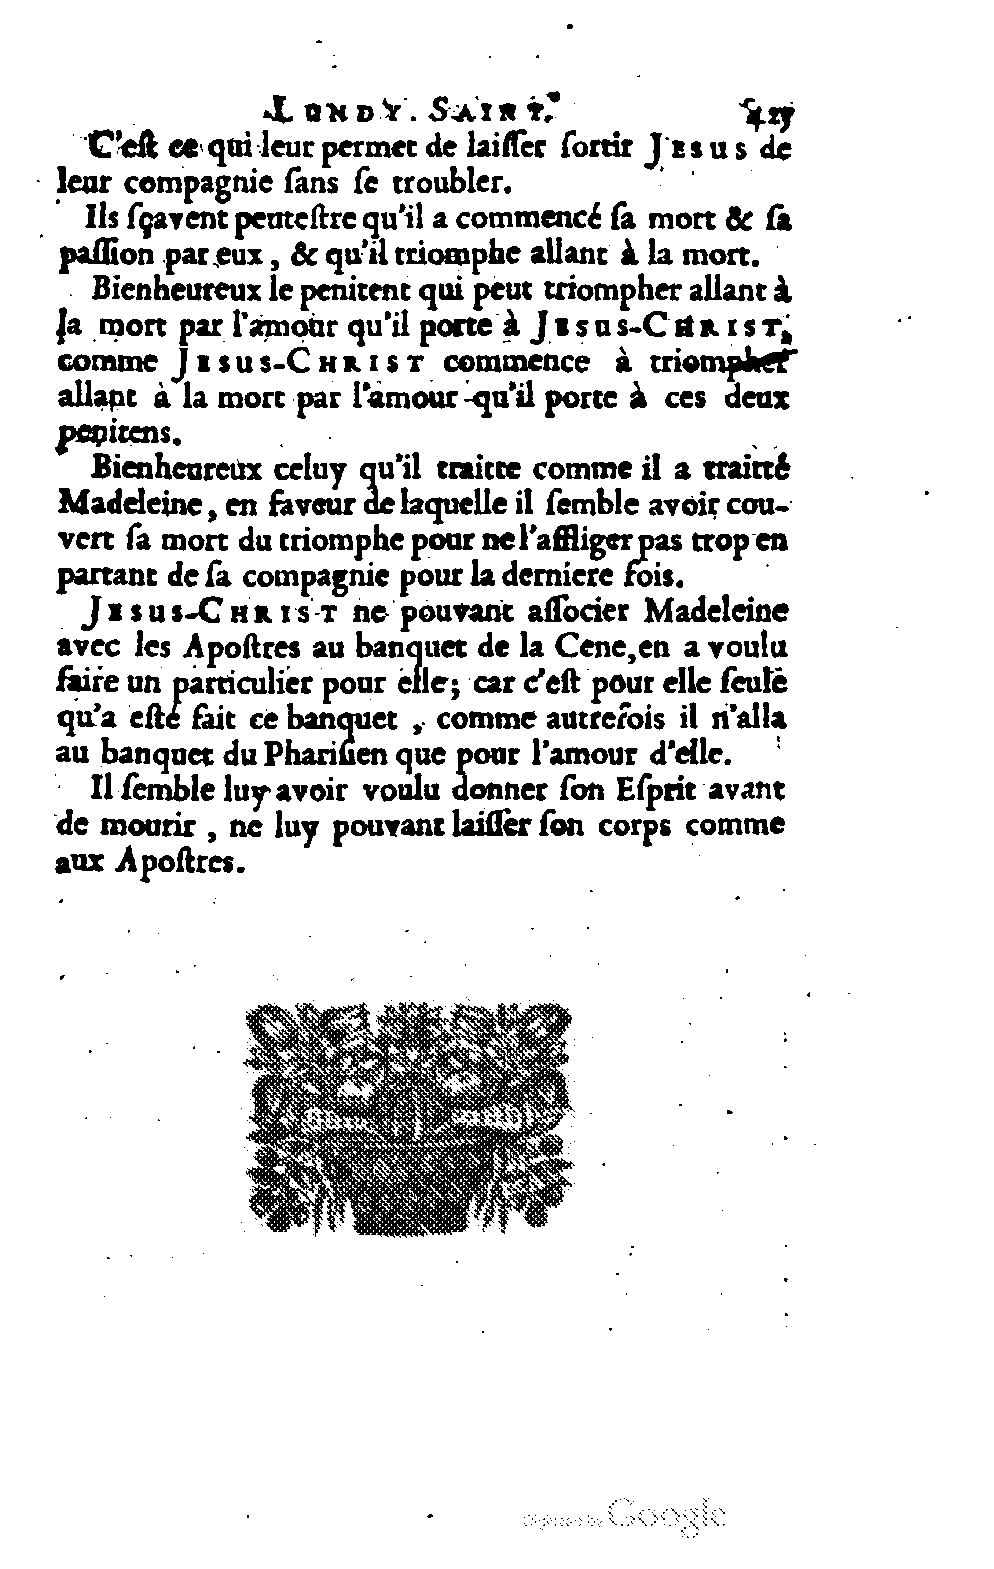 LUNDY SAINT.
C'eſt ce qui leur permet de laiſſer ſortir JESUS de
leur compagnie ſans ſe troubler.
Ils ſçavent peuteſtre qu'il a commencé ſa mort & ſa
paſſion par eux, & qu'il triomphe allant à la mort.
Bienheureux le penitent qui peut triompher allant à
la mort par l'amour qu'il porte à JESUS-CHRIST,
comme JESUS-CHRIST commence à triompher
allant à la mort par l'amour qu'il porte à ces deux
penitens.
Bienheureux celuy qu'il traitte comme il a traitté
Madeleine, en faveur de laquelle il ſemble avoir cou-
vert ſa mort du triomphe pour ne l'affliger pas trop en
partant de ſa compagnie pour la derniere fois.
JESUS-CHRIST ne pouvant aſſocier Madeleine
avec les Apoſtres au banquet de la Cene, en a voulu
faire un particulier pour elle; car c'eſt pour elle ſeule
qu'a eſté fait ce banquet, comme autrefois il n'alla
au banquet du Phariſien que pour l'amour d'elle.
Il ſemble luy avoir voulu donner ſon Eſprit avant
de mourir, ne luy pouvant laiſſer ſon corps comme
aux Apoſtres.
Digitized by Google